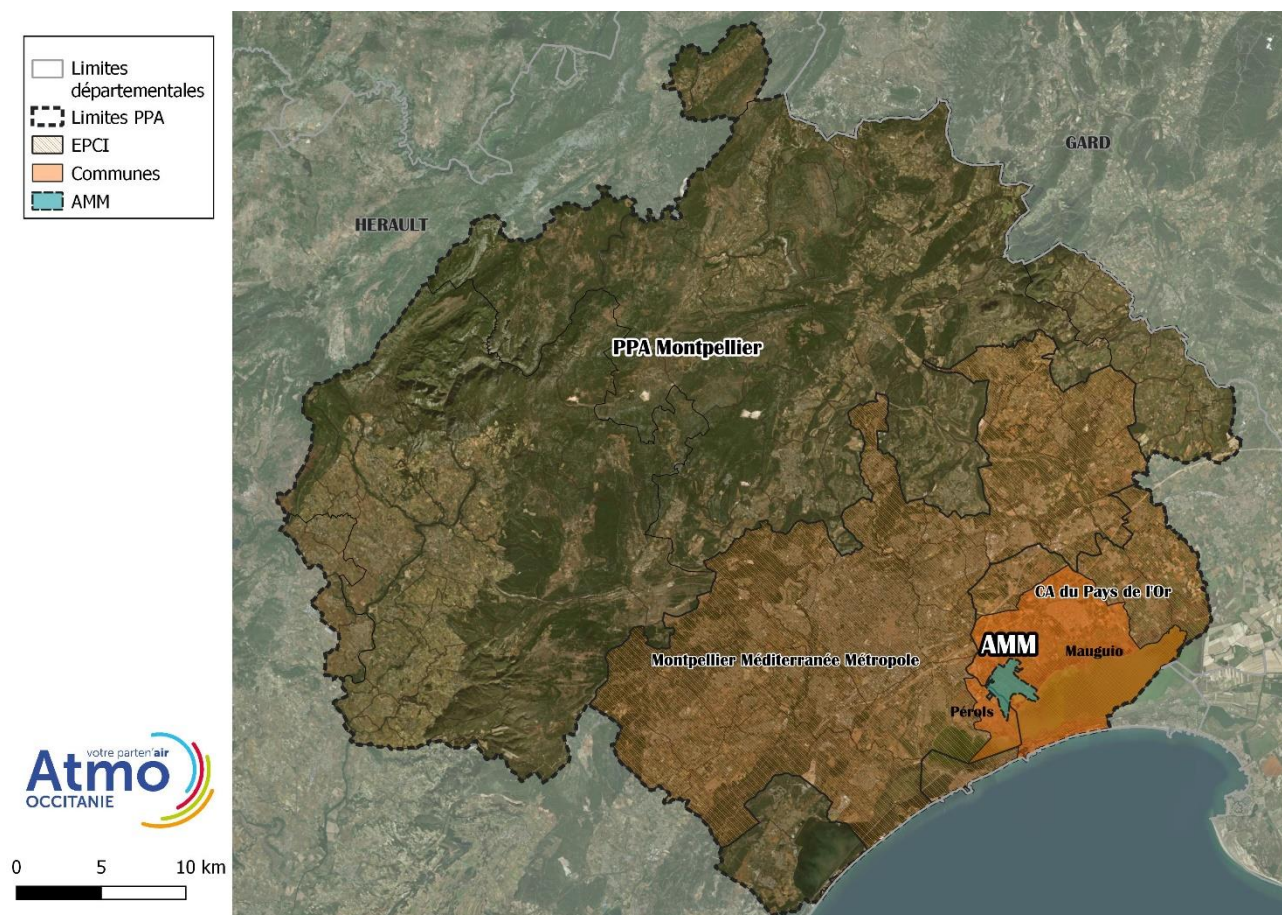 Limites
départementales
Limites PPA
EPCI
Communes
AMM
GARD
HERAULT
PPA Montpellier
CA du Pays de l'Or
AMM
Mauguio
Montpellier Méditerranée Métropole
Pérols
votre parten'air
Atmo
OCCITANIE
0 5 10 km